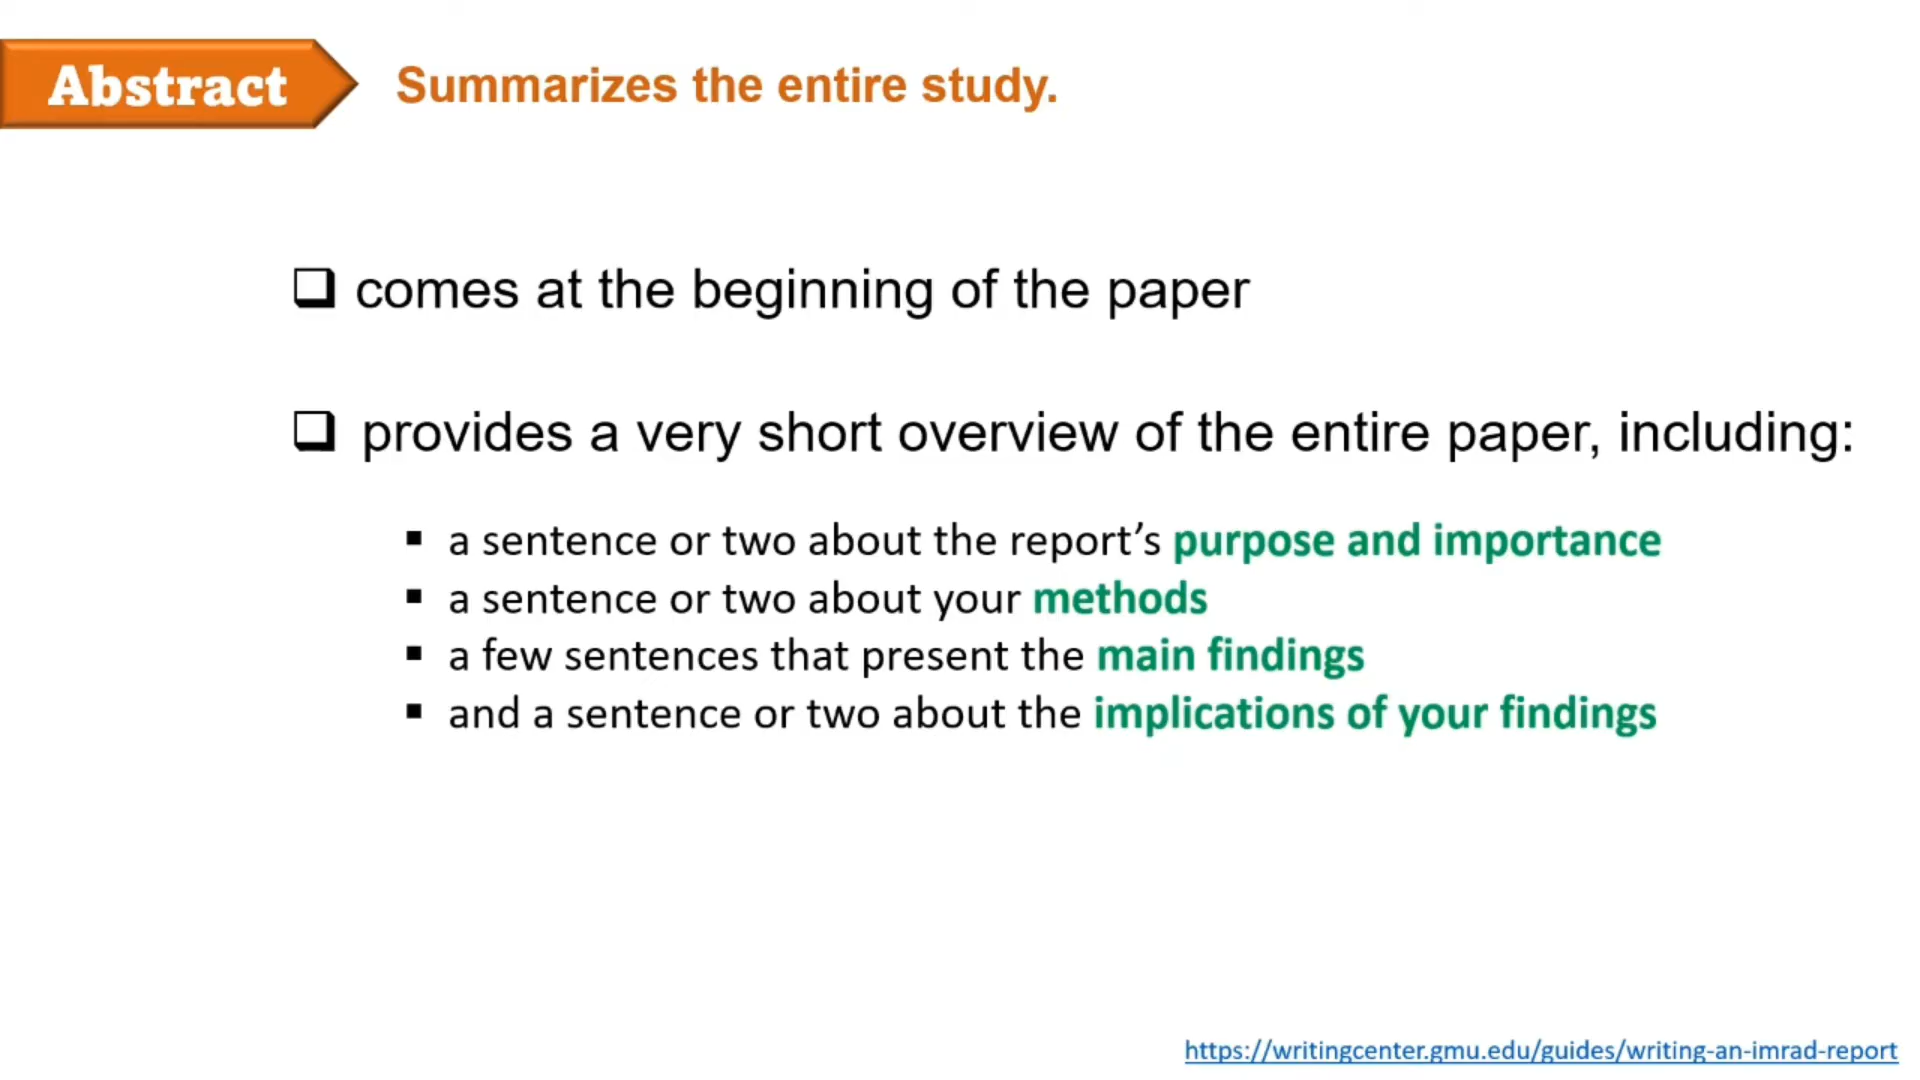 Abstract
Summarizes the entire study.
comes at the beginning of the paper
provides a very short overview of the entire paper, including:
a sentence or two about the report’s purpose and importance
a sentence or two about your methods
a few sentences that present the main findings
and a sentence or two about the implications of your findings
https://writingcenter.gmu.edu/guides/writing-an-imrad-report